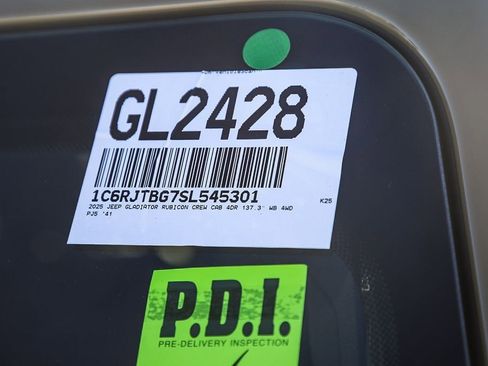 GL2428
1C6RJTBG7SL545301
2025 JEEP GLADIATOR RUBICON CREW CAB 4DR 137.3" WB 4WD
K25
PJ5 '41
P.D.I.
PRE-DELIVERY INSPECTION